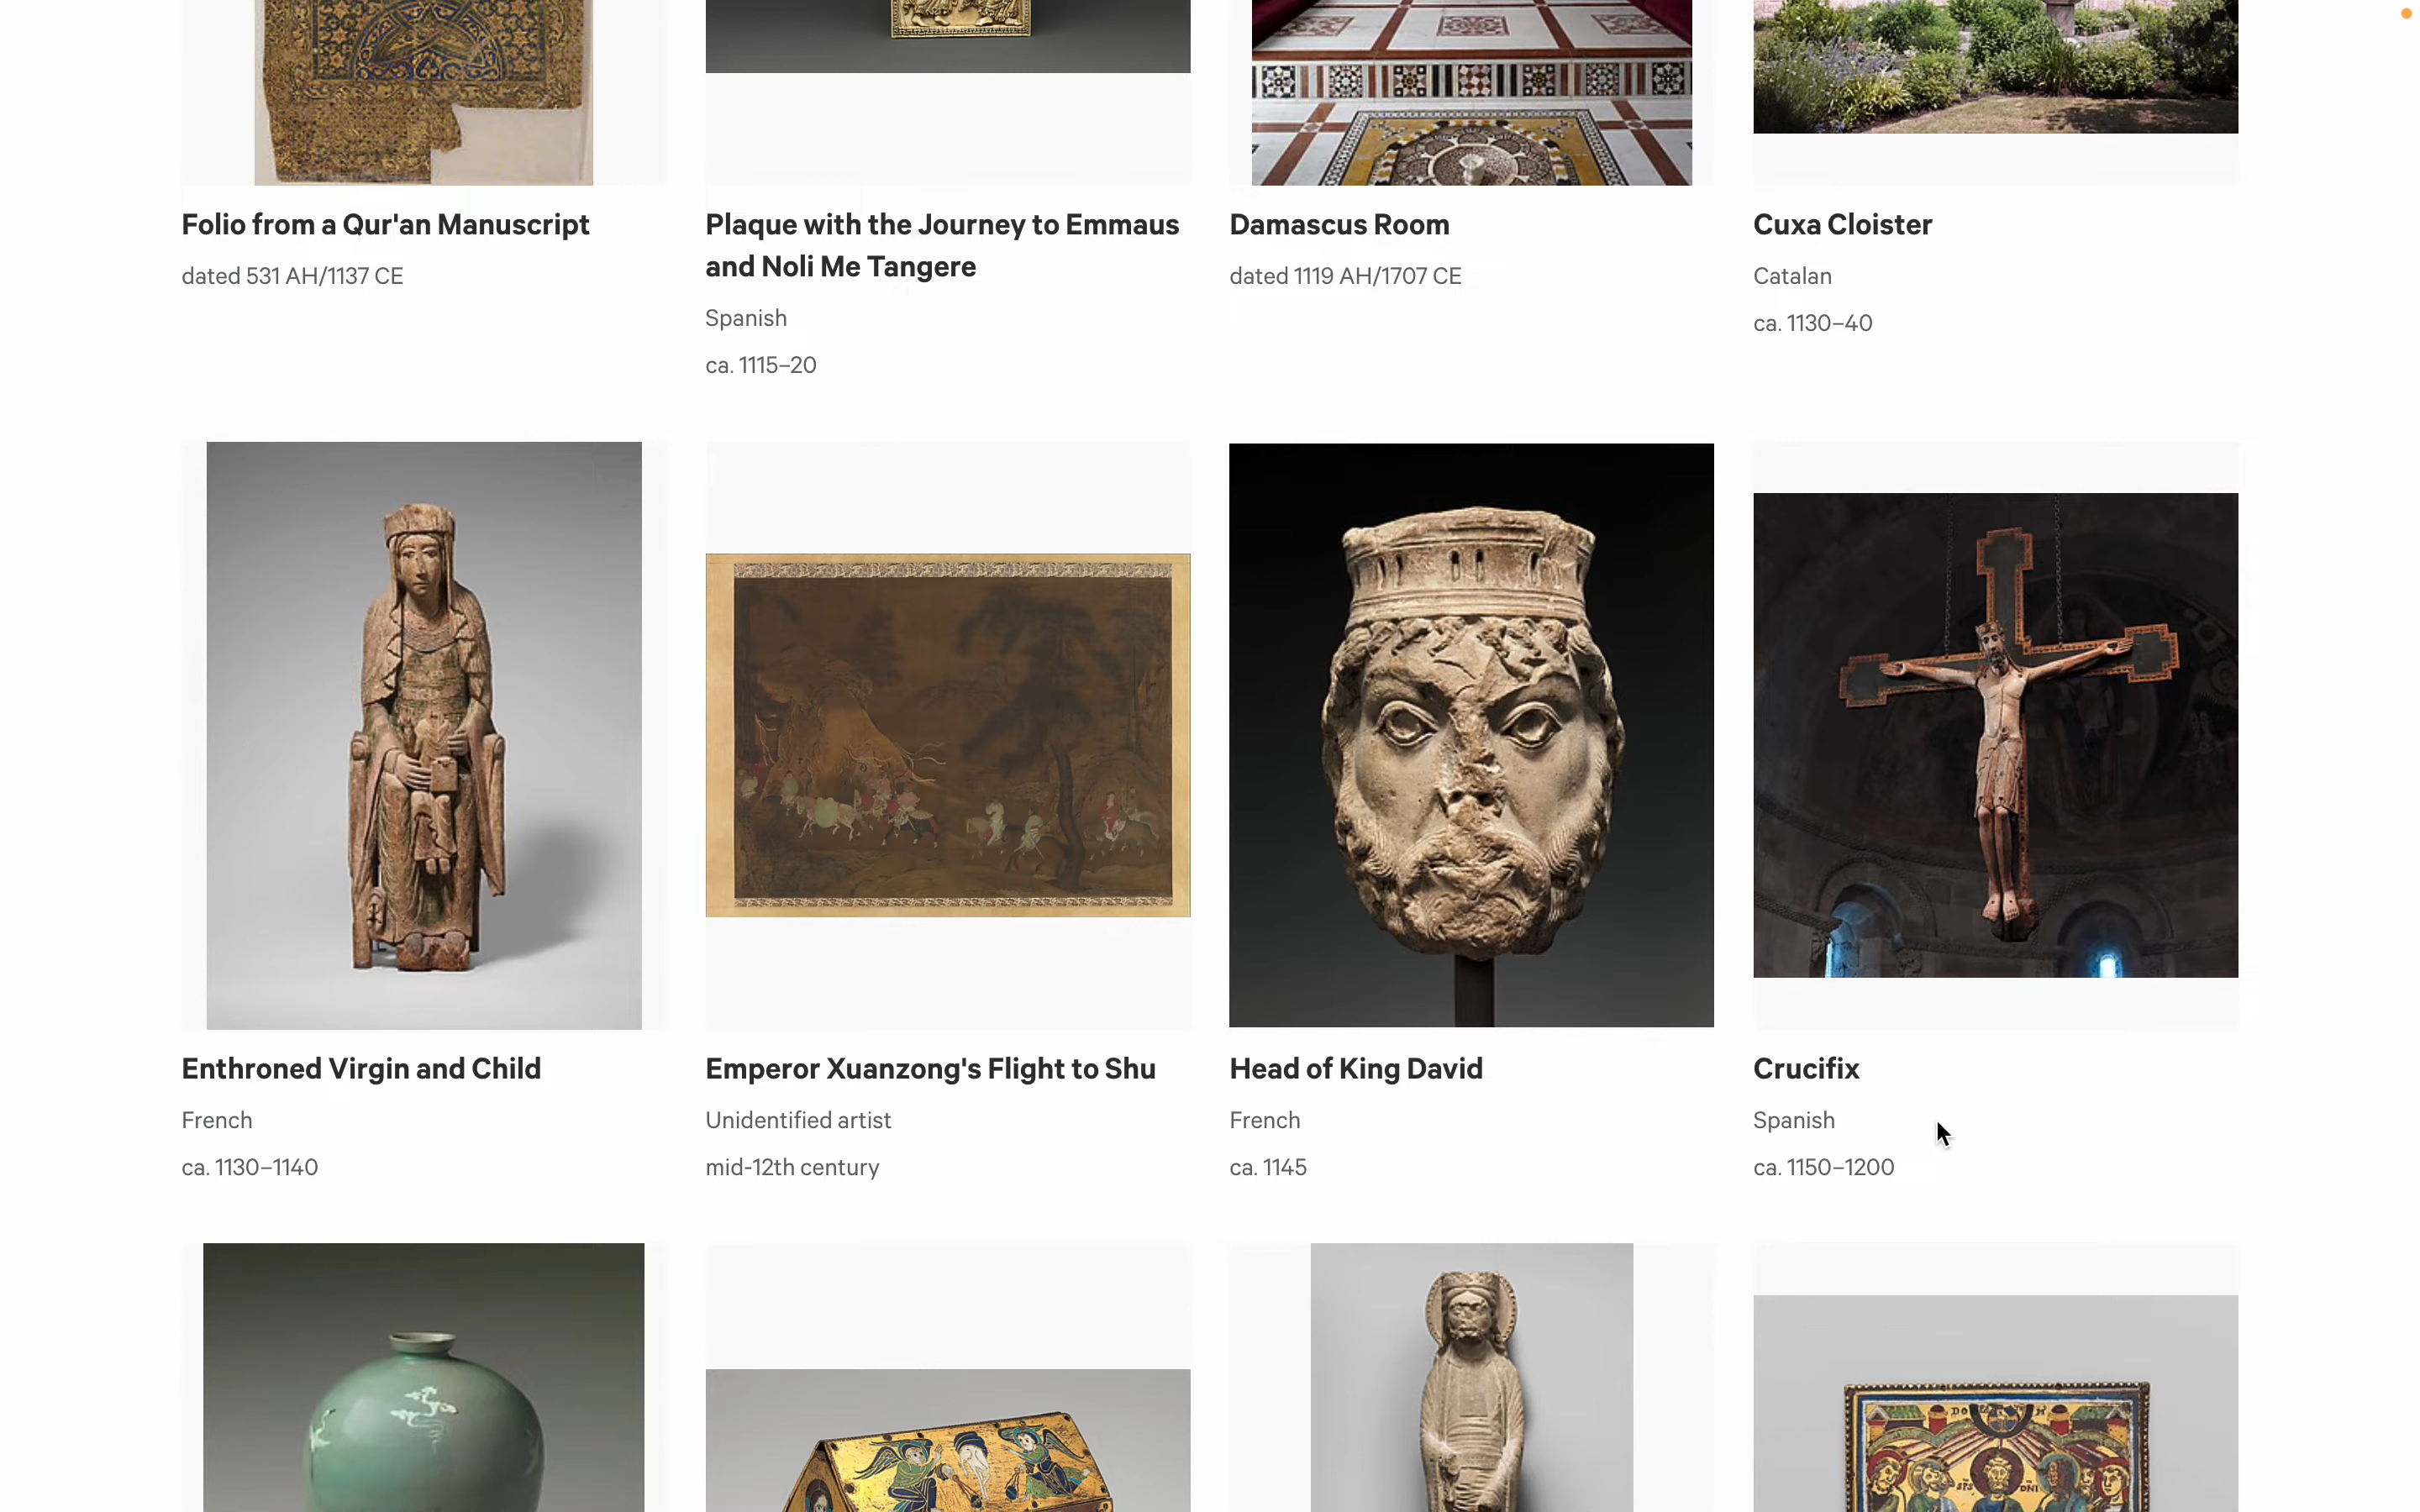 Folio from a Qur'an Manuscript
dated 531 AH/1137 CE
Plaque with the Journey to Emmaus
and Noli Me Tangere
Spanish
ca. 1115–20
Damascus Room
dated 1119 AH/1707 CE
Cuxa Cloister
Catalan
ca. 1130–40
Enthroned Virgin and Child
French
ca. 1130–1140
Emperor Xuanzong's Flight to Shu
Unidentified artist
mid-12th century
Head of King David
French
ca. 1145
Crucifix
Spanish
ca. 1150–1200